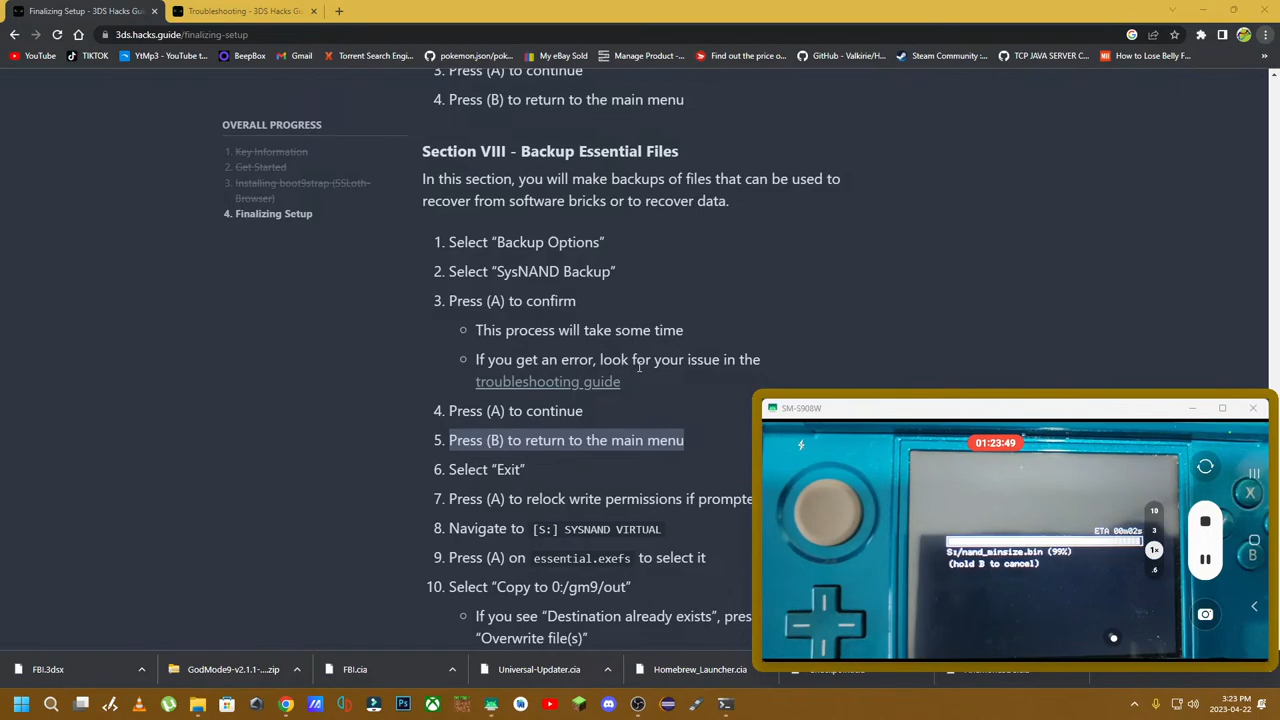 Finalizing Setup - 3DS Hacks Gui
Troubleshooting - 3DS Hacks Guid
3ds.hacks.guide/finalizing-setup
YouTube
TIKTOK
YtMp3 - YouTube t...
BeepBox
Gmail
Torrent Search Engi...
pokemon.json/pok...
My eBay Sold
Manage Product -...
Find out the price o...
GitHub - Valkirie/H...
Steam Community :...
TCP JAVA SERVER C...
How to Lose Belly F...
3. Press (A) to continue
4. Press (B) to return to the main menu
OVERALL PROGRESS
1. Key Information
2. Get Started
3. Installing boot9strap (SSLoth-
Browser)
4. Finalizing Setup
Section VIII - Backup Essential Files
In this section, you will make backups of files that can be used to
recover from software bricks or to recover data.
1. Select “Backup Options”
2. Select “SysNAND Backup”
3. Press (A) to confirm
This process will take some time
If you get an error, look for your issue in the
troubleshooting guide
4. Press (A) to continue
5. Press (B) to return to the main menu
6. Select “Exit”
7. Press (A) to relock write permissions if prompte
8. Navigate to [S:] SYSNAND VIRTUAL
9. Press (A) on essential.exefs to select it
10. Select “Copy to 0:/gm9/out”
If you see “Destination already exists”, pres
“Overwrite file(s)”
SM-S908W
01:23:49
ETA 00m02s
S:/nand_minsize.bin (99%)
(hold B to cancel)
10
3
1×
.6
X
B
FBI.3dsx
GodMode9-v2.1.1-....zip
FBI.cia
Universal-Updater.cia
Homebrew_Launcher.cia
3:23 PM
2023-04-22